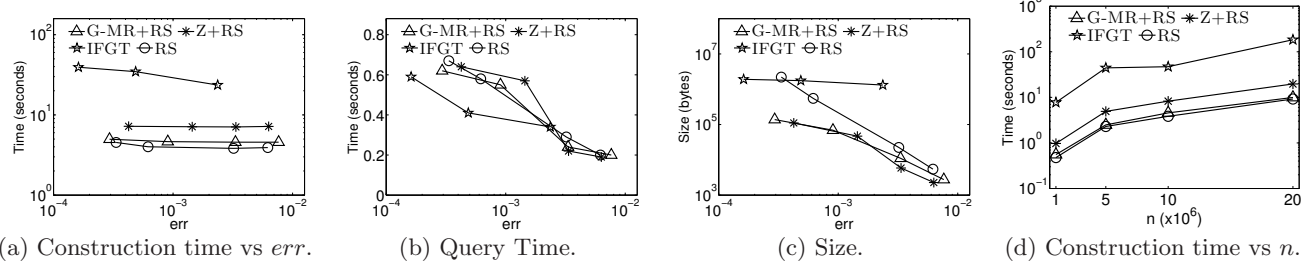 10^2
10^1
10^0
Time (seconds)
G-MR+RS Z+RS
IFGT RS
10^-4 10^-3 10^-2
err
(a) Construction time vs err.
0.8
0.6
0.4
0.2
0.0
Time (seconds)
G-MR+RS Z+RS
IFGT RS
10^-4 10^-3 10^-2
err
(b) Query Time.
10^7
10^5
10^3
Size (bytes)
G-MR+RS Z+RS
IFGT RS
10^-4 10^-3 10^-2
err
(c) Size.
10^3
10^2
10^1
10^0
10^-1
Time (seconds)
G-MR+RS Z+RS
IFGT RS
1 5 10 20
n (x10^6)
(d) Construction time vs n.